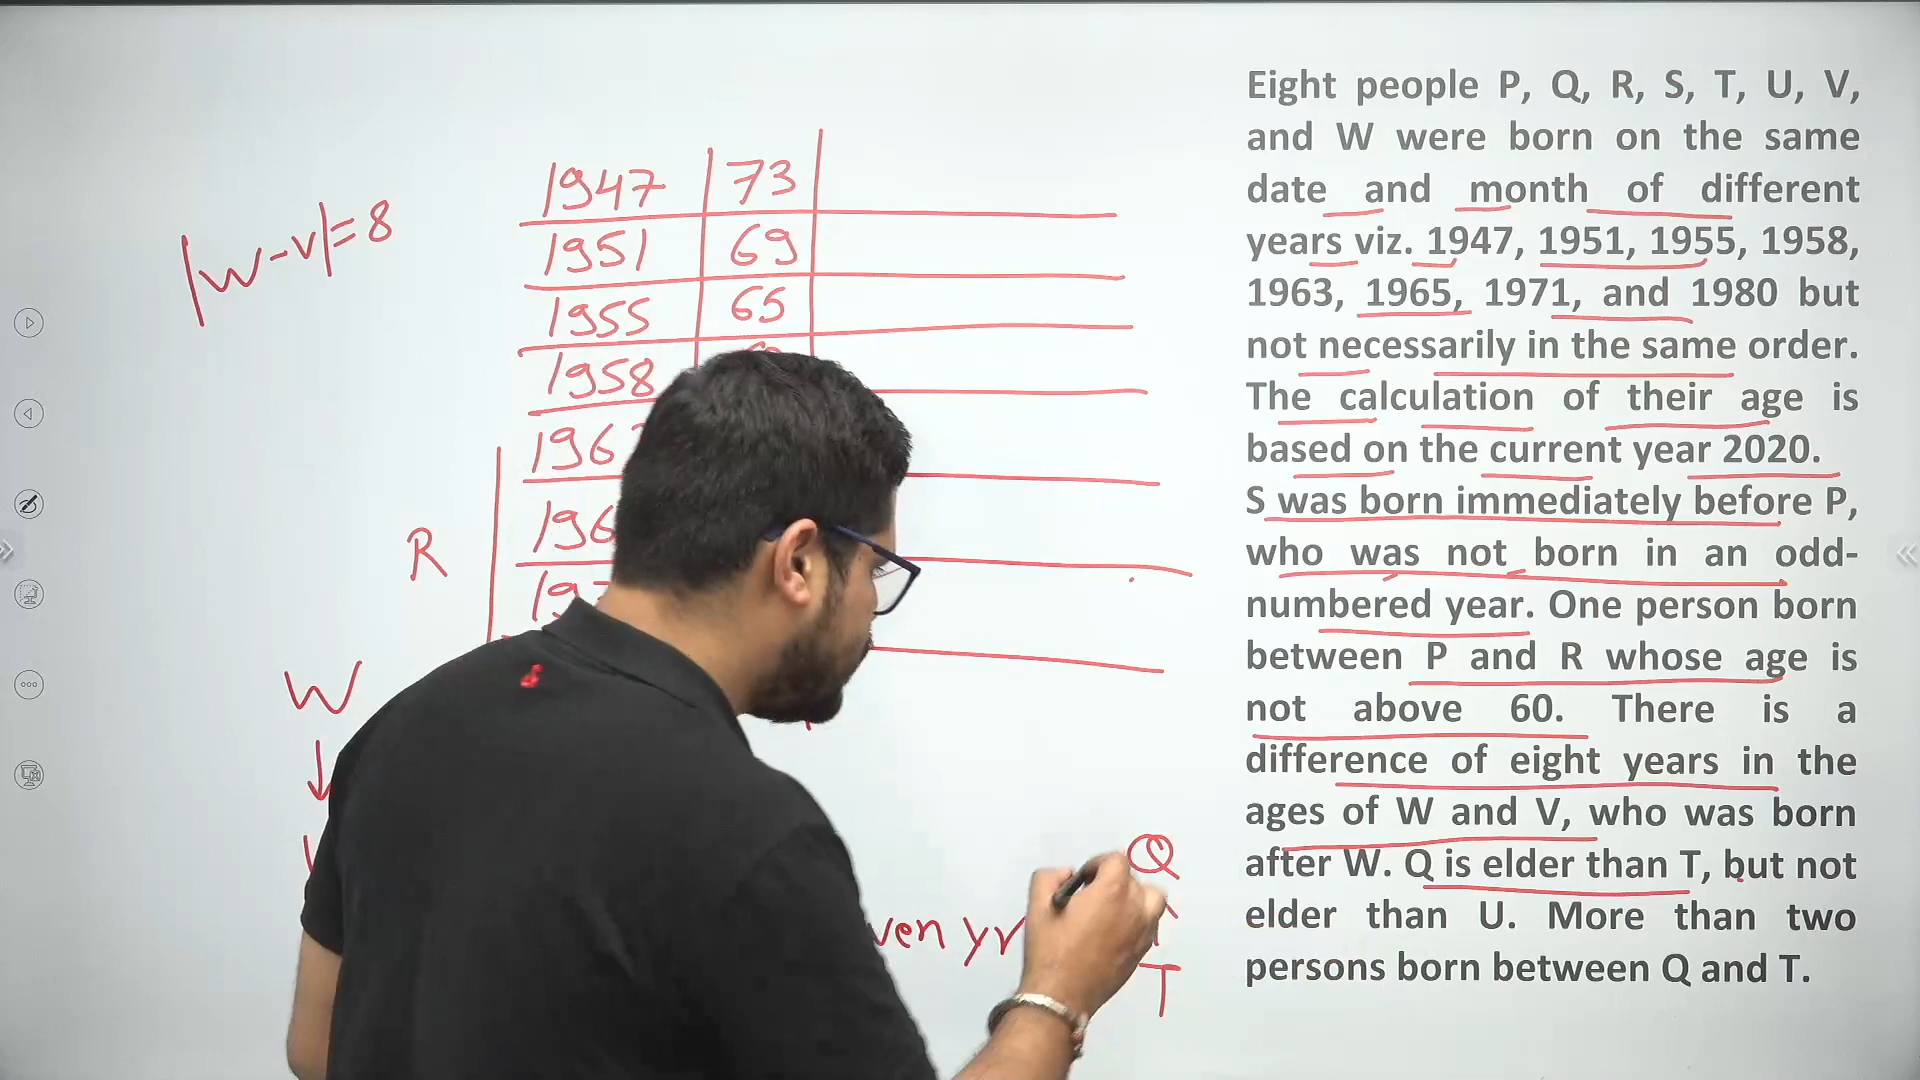 Eight people P, Q, R, S, T, U, V,
and W were born on the same
date and month of different
years viz. 1947, 1951, 1955, 1958,
1963, 1965, 1971, and 1980 but
not necessarily in the same order.
The calculation of their age is
based on the current year 2020.
S was born immediately before P,
who was not born in an odd-
numbered year. One person born
between P and R whose age is
not above 60. There is a
difference of eight years in the
ages of W and V, who was born
after W. Q is elder than T, but not
elder than U. More than two
persons born between Q and T.
|W-V|=8
1947 73
1951 69
1955 65
1958
R
W
Q
yr
T